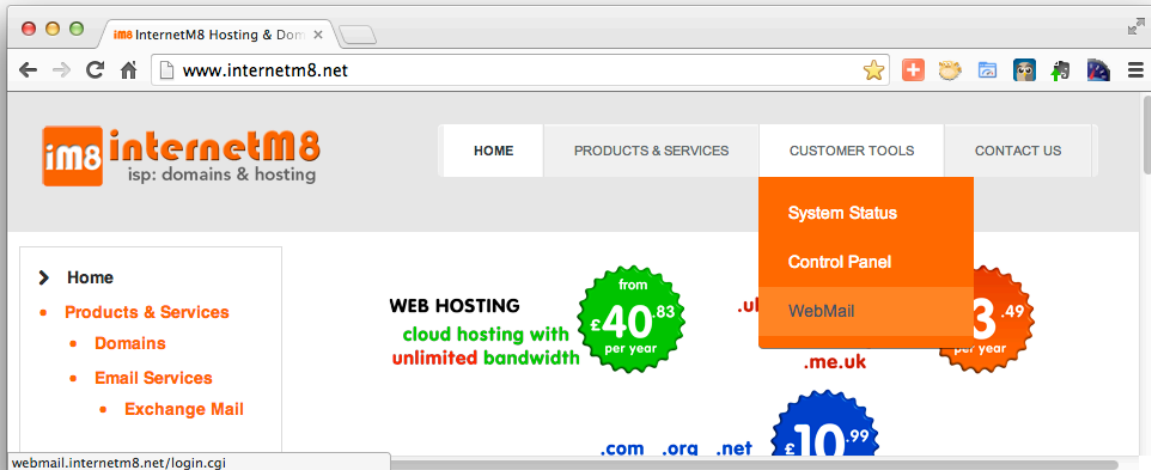 im8 InternetM8 Hosting & Dom
www.internetm8.net
im8 internetM8
isp: domains & hosting
HOME
PRODUCTS & SERVICES
CUSTOMER TOOLS
CONTACT US
System Status
Control Panel
WebMail
Home
Products & Services
Domains
Email Services
Exchange Mail
WEB HOSTING
cloud hosting with
unlimited bandwidth
from
£40.83
per year
.uk
3.49
per year
.me.uk
.com .org .net
£10.99
webmail.internetm8.net/login.cgi